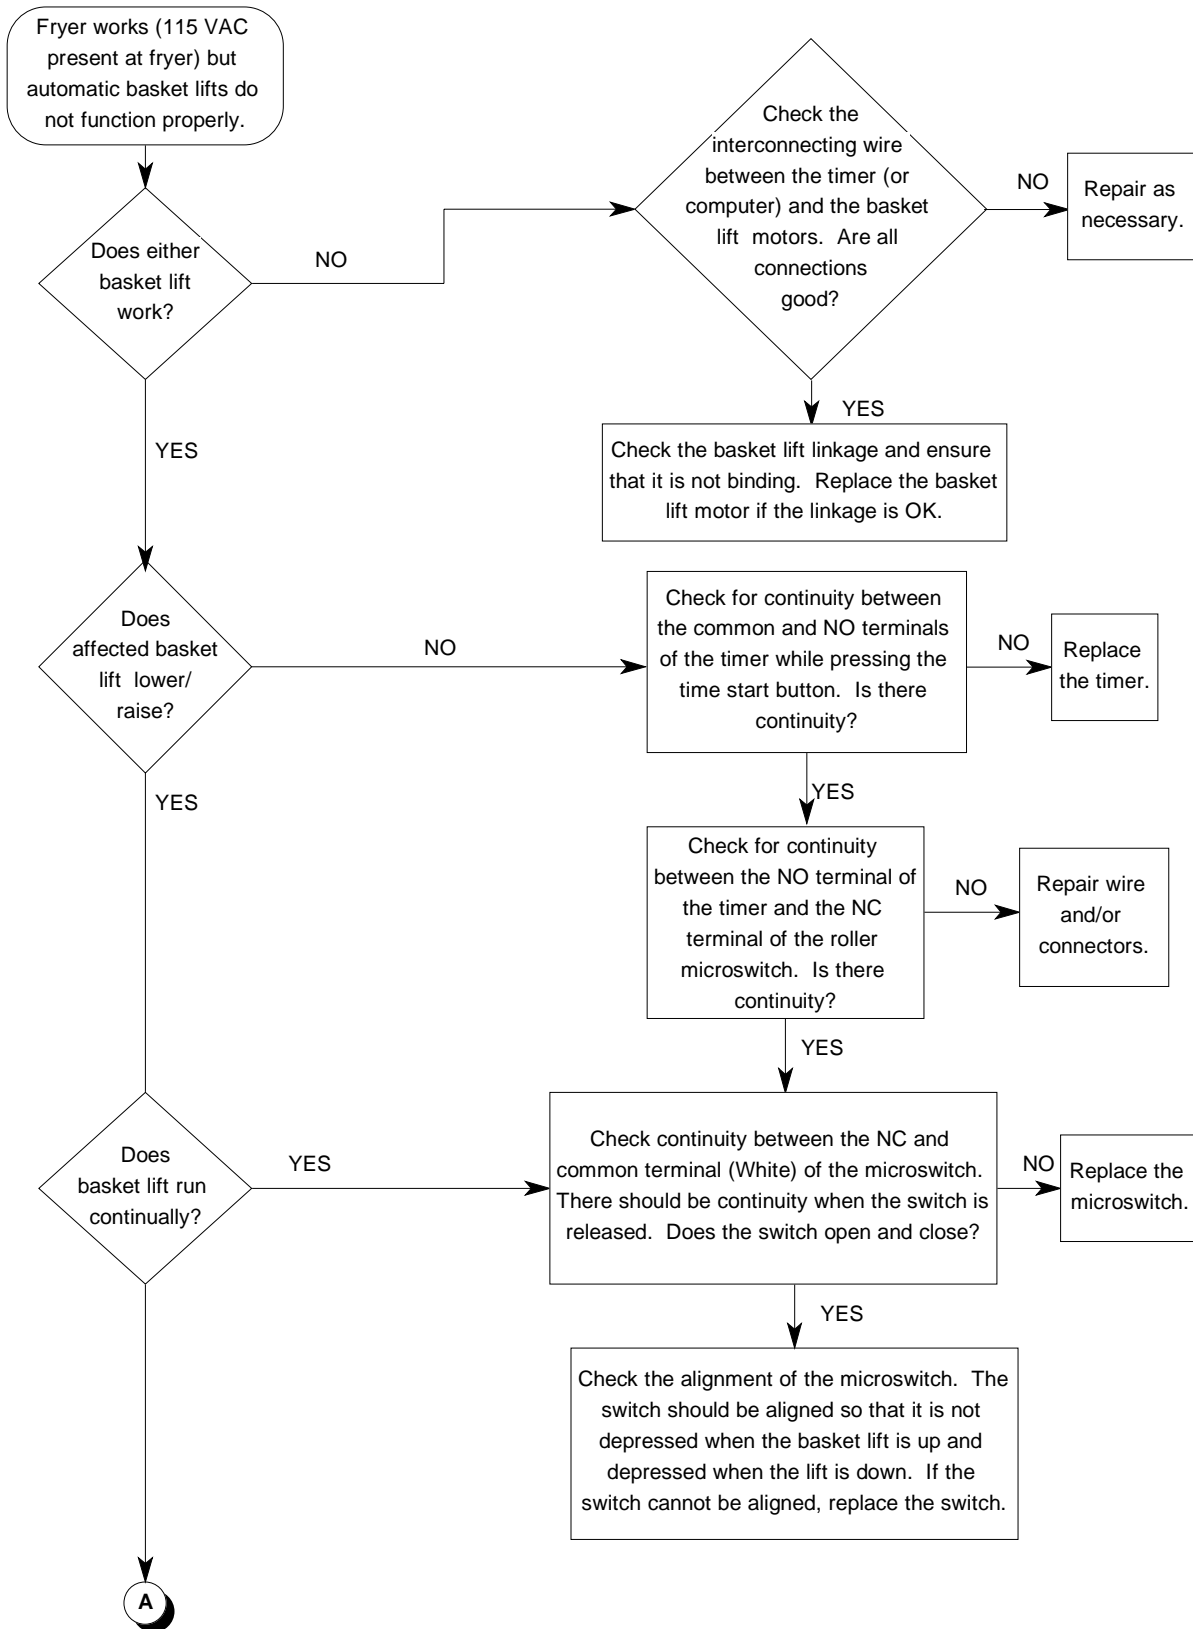 Fryer works (115 VAC
present at fryer) but
automatic basket lifts do
not function properly.
Does either
basket lift
work?
NO
Check the
interconnecting wire
between the timer (or
computer) and the basket
lift motors. Are all
connections
good?
NO
Repair as
necessary.
YES
YES
Check the basket lift linkage and ensure
that it is not binding. Replace the basket
lift motor if the linkage is OK.
Does
affected basket
lift lower/
raise?
NO
Check for continuity between
the common and NO terminals
of the timer while pressing the
time start button. Is there
continuity?
NO
Replace
the timer.
YES
YES
Check for continuity
between the NO terminal of
the timer and the NC
terminal of the roller
microswitch. Is there
continuity?
NO
Repair wire
and/or
connectors.
YES
Does
basket lift run
continually?
YES
Check continuity between the NC and
common terminal (White) of the microswitch.
There should be continuity when the switch is
released. Does the switch open and close?
NO
Replace the
microswitch.
YES
Check the alignment of the microswitch. The
switch should be aligned so that it is not
depressed when the basket lift is up and
depressed when the lift is down. If the
switch cannot be aligned, replace the switch.
A